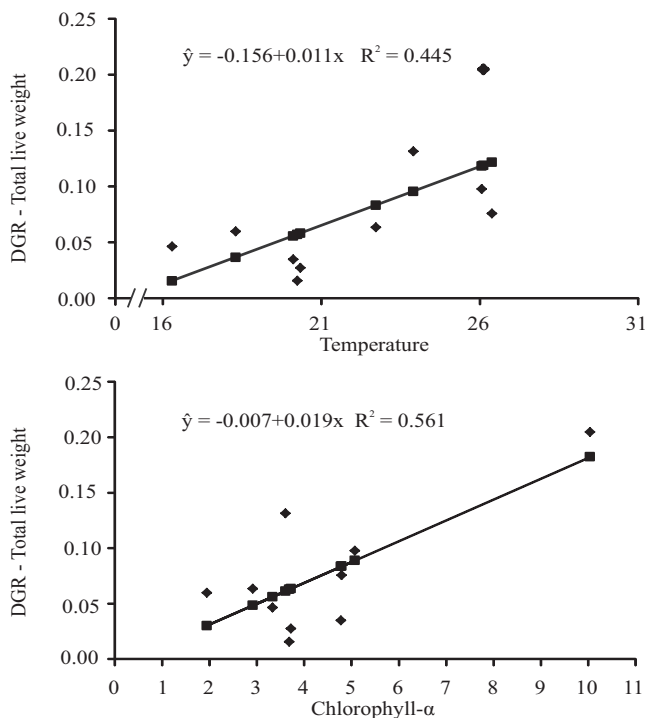 ŷ = -0.156+0.011x R² = 0.445
DGR - Total live weight
0.25
0.20
0.15
0.10
0.05
0.00
0 16 21 26 31
Temperature
ŷ = -0.007+0.019x R² = 0.561
DGR - Total live weight
0.25
0.20
0.15
0.10
0.05
0.00
0 1 2 3 4 5 6 7 8 9 10 11
Chlorophyll-α